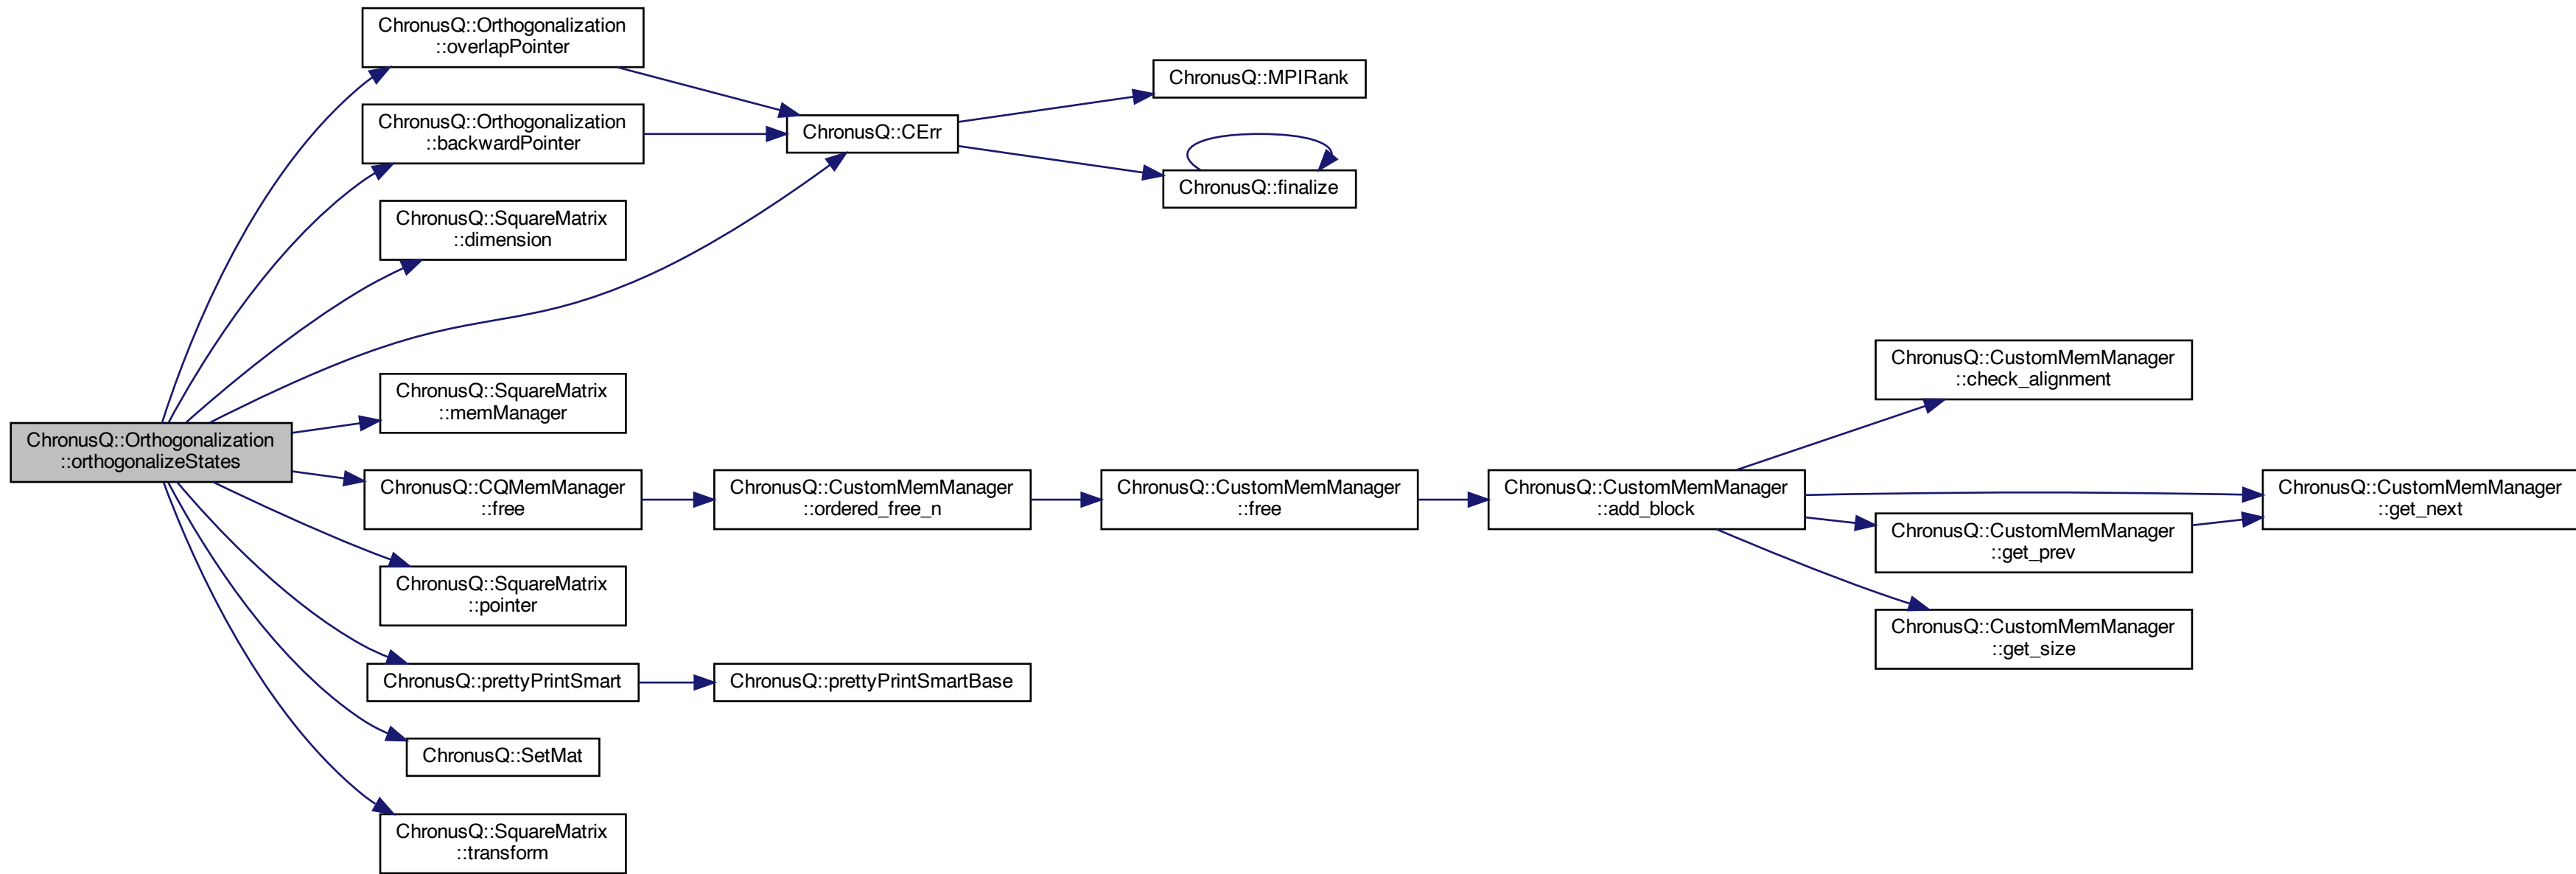 ChronusQ::Orthogonalization
::orthogonalizeStates
ChronusQ::Orthogonalization
::overlapPointer
ChronusQ::Orthogonalization
::backwardPointer
ChronusQ::SquareMatrix
::dimension
ChronusQ::CErr
ChronusQ::MPIRank
ChronusQ::finalize
ChronusQ::SquareMatrix
::memManager
ChronusQ::CQMemManager
::free
ChronusQ::CustomMemManager
::ordered_free_n
ChronusQ::CustomMemManager
::free
ChronusQ::CustomMemManager
::add_block
ChronusQ::CustomMemManager
::check_alignment
ChronusQ::CustomMemManager
::get_next
ChronusQ::CustomMemManager
::get_prev
ChronusQ::CustomMemManager
::get_size
ChronusQ::SquareMatrix
::pointer
ChronusQ::prettyPrintSmart
ChronusQ::prettyPrintSmartBase
ChronusQ::SetMat
ChronusQ::SquareMatrix
::transform